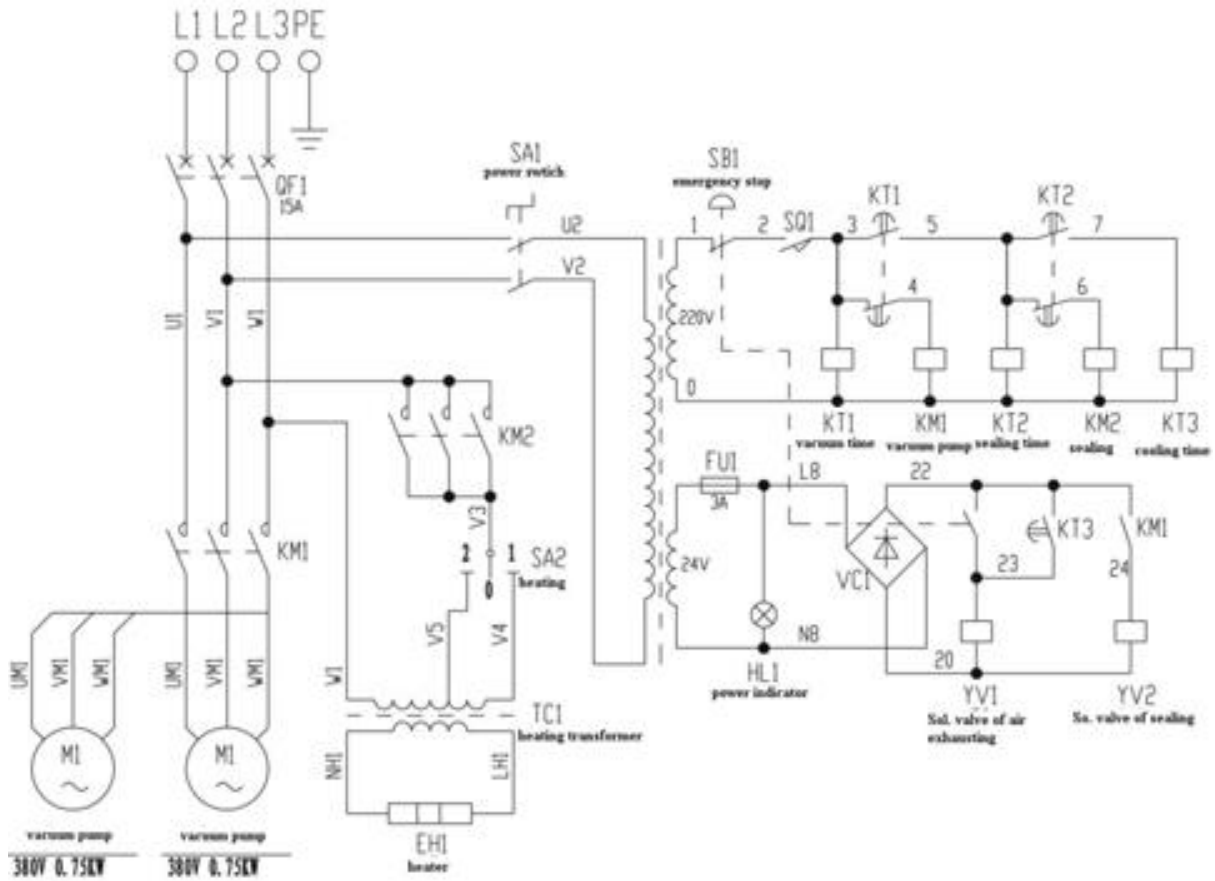 L1 L2 L3 PE
QF1
15A
SA1
power swtich
SB1
emergency stop
KT1
KT2
U2
1
2
SQ1
3
5
7
V2
4
6
U1
V1
W1
220V
0
KM2
KT1
KM1
KT2
KM2
KT3
vacuum time
vacuum pump
sealing time
sealing
cooling time
FU1
3A
L8
22
V3
2
1
SA2
heating
0
KM1
24V
VC1
23
KT3
24
KM1
V5
V4
N8
20
UM1
VM1
WM1
UM1
VM1
WM1
W1
HL1
power indicator
YV1
Sol. valve of air
exhausting
YV2
So. valve of sealing
TC1
heating transformer
M1
M1
NH1
LH1
vacuum pump
vacuum pump
EH1
heater
380V 0.75KW
380V 0.75KW